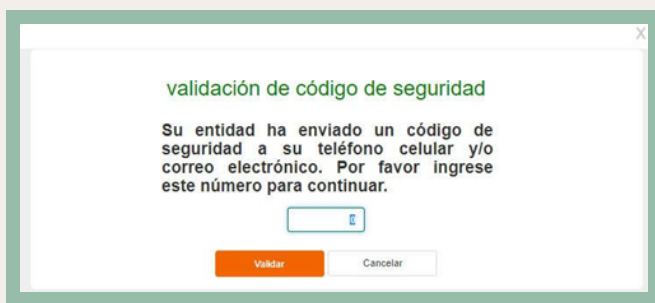 X
validación de código de seguridad
Su entidad ha enviado un código de
seguridad a su teléfono celular y/o
correo electrónico. Por favor ingrese
este número para continuar.
0
Validar
Cancelar